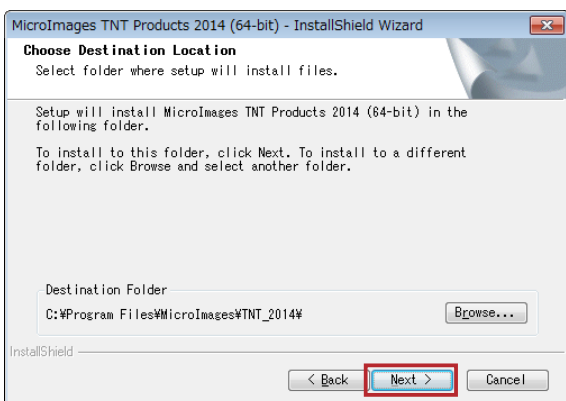 MicroImages TNT Products 2014 (64-bit) - InstallShield Wizard
Choose Destination Location
Select folder where setup will install files.
Setup will install MicroImages TNT Products 2014 (64-bit) in the
following folder.
To install to this folder, click Next. To install to a different
folder, click Browse and select another folder.
Destination Folder
C:¥Program Files¥MicroImages¥TNT_2014¥
Browse...
InstallShield
< Back
Next >
Cancel